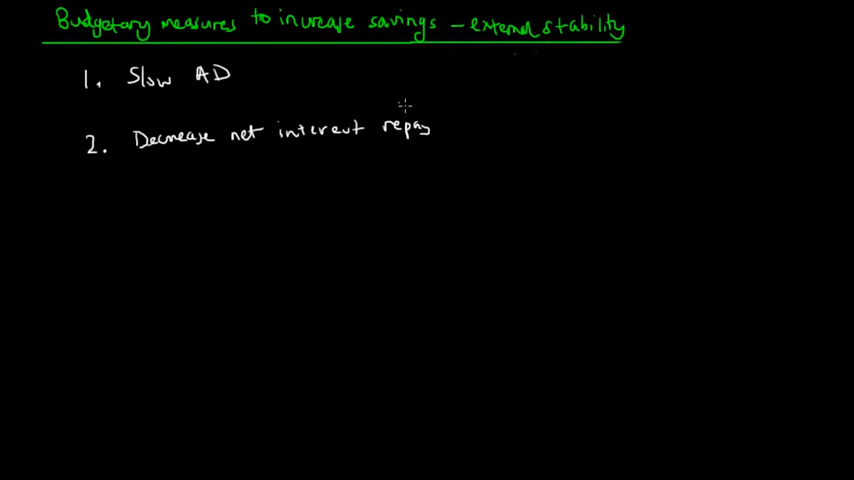 Budgetary measures to increase savings - external stability
1. Slow AD
2. Decrease net interest repay